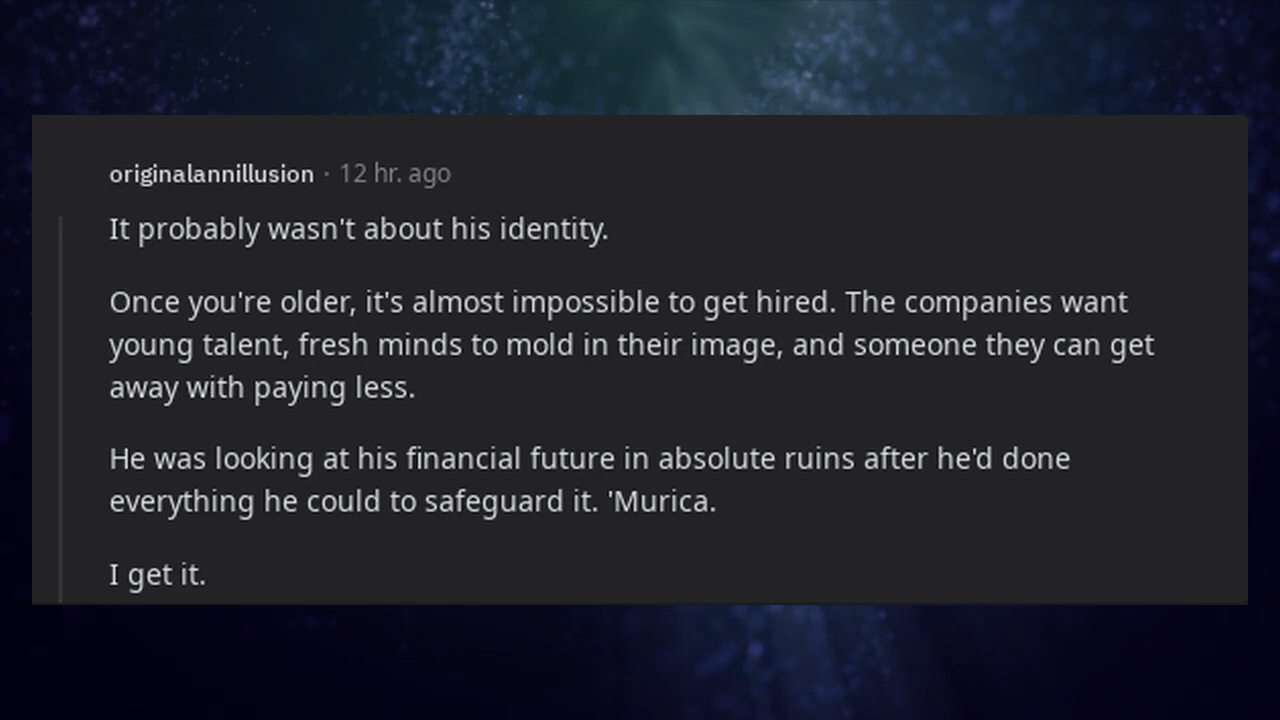 originalannillusion · 12 hr. ago
It probably wasn't about his identity.
Once you're older, it's almost impossible to get hired. The companies want
young talent, fresh minds to mold in their image, and someone they can get
away with paying less.
He was looking at his financial future in absolute ruins after he'd done
everything he could to safeguard it. 'Murica.
I get it.